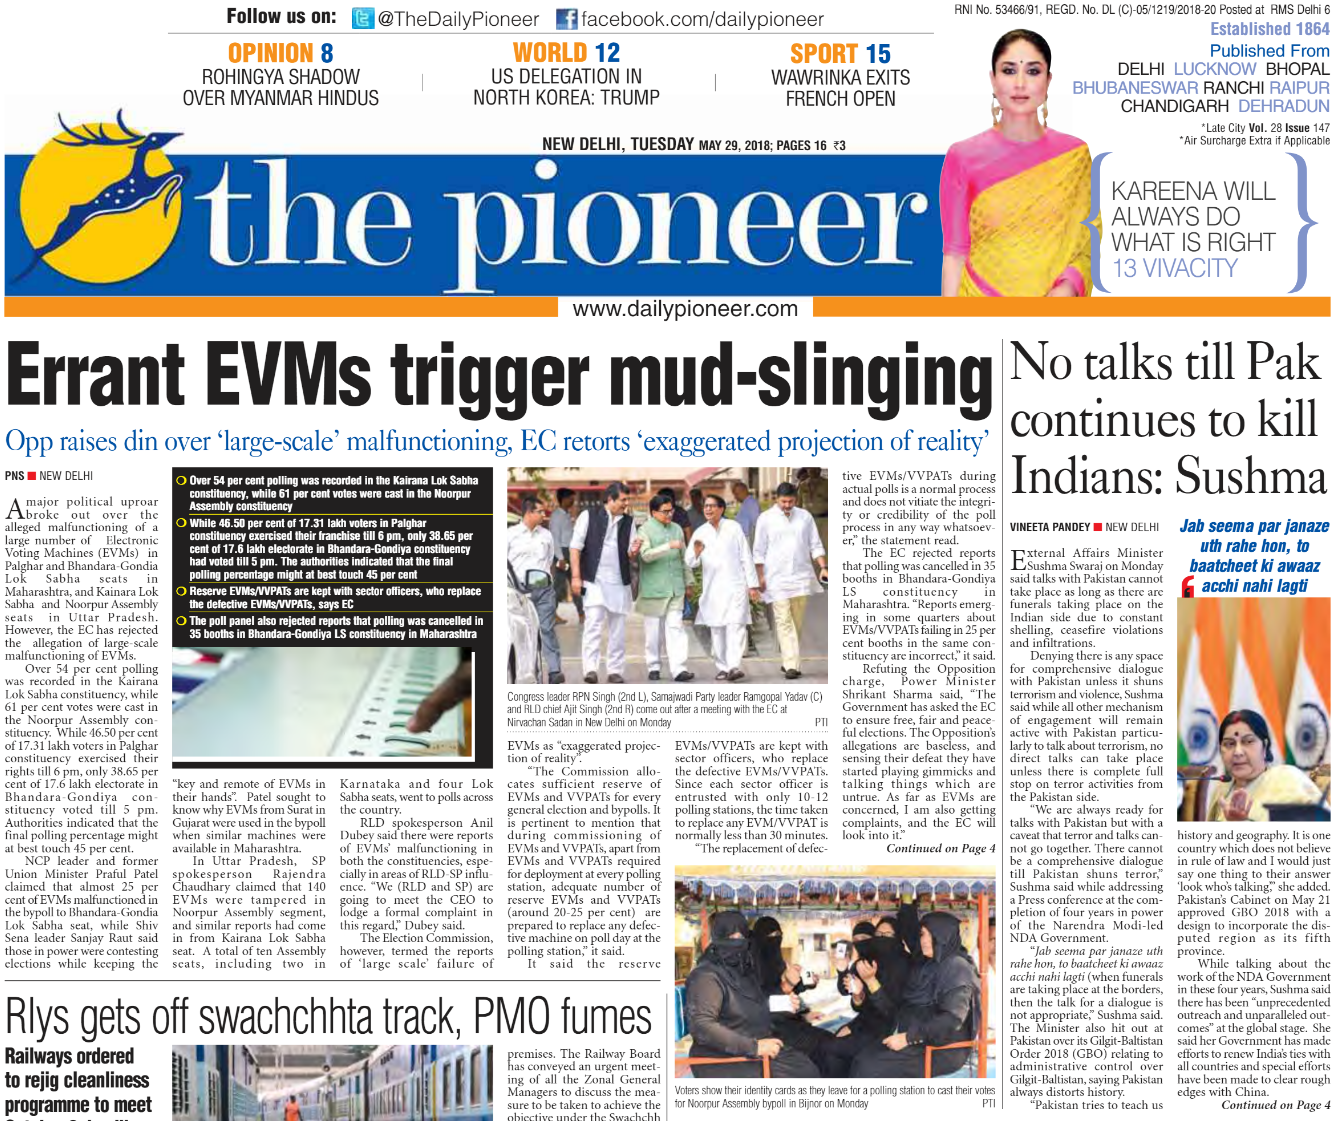 Follow us on: @TheDailyPioneer facebook.com/dailypioneer
RNI No. 53466/91, REGD. No. DL (C)-05/1219/2018-20 Posted at RMS Delhi 6
OPINION 8
ROHINGYA SHADOW
OVER MYANMAR HINDUS
WORLD 12
US DELEGATION IN
NORTH KOREA: TRUMP
SPORT 15
WAWRINKA EXITS
FRENCH OPEN
Established 1864
Published From
DELHI LUCKNOW BHOPAL
BHUBANESWAR RANCHI RAIPUR
CHANDIGARH DEHRADUN
*Late City Vol. 28 Issue 147
*Air Surcharge Extra if Applicable
NEW DELHI, TUESDAY MAY 29, 2018; PAGES 16 ₹3
the pioneer
KAREENA WILL
ALWAYS DO
WHAT IS RIGHT
13 VIVACITY
www.dailypioneer.com
Errant EVMs trigger mud-slinging
Opp raises din over ‘large-scale’ malfunctioning, EC retorts ‘exaggerated projection of reality’
PNS NEW DELHI
A major political uproar
broke out over the
alleged malfunctioning of a
large number of Electronic
Voting Machines (EVMs) in
Palghar and Bhandara-Gondia
Lok Sabha seats in
Maharashtra, and Kainara Lok
Sabha and Noorpur Assembly
seats in Uttar Pradesh.
However, the EC has rejected
the allegation of large-scale
malfunctioning of EVMs.
Over 54 per cent polling
was recorded in the Kairana
Lok Sabha constituency, while
61 per cent votes were cast in
the Noorpur Assembly con-
stituency. While 46.50 per cent
of 17.31 lakh voters in Palghar
constituency exercised their
rights till 6 pm, only 38.65 per
cent of 17.6 lakh electorate in
Bhandara-Gondiya con-
stituency voted till 5 pm.
Authorities indicated that the
final polling percentage might
at best touch 45 per cent.
NCP leader and former
Union Minister Praful Patel
claimed that almost 25 per
cent of EVMs malfunctioned in
the bypoll to Bhandara-Gondia
Lok Sabha seat, while Shiv
Sena leader Sanjay Raut said
those in power were contesting
elections while keeping the
Over 54 per cent polling was recorded in the Kairana Lok Sabha
constituency, while 61 per cent votes were cast in the Noorpur
Assembly constituency
While 46.50 per cent of 17.31 lakh voters in Palghar
constituency exercised their franchise till 6 pm, only 38.65 per
cent of 17.6 lakh electorate in Bhandara-Gondiya constituency
had voted till 5 pm. The authorities indicated that the final
polling percentage might at best touch 45 per cent
Reserve EVMs/VVPATs are kept with sector officers, who replace
the defective EVMs/VVPATs, says EC
The poll panel also rejected reports that polling was cancelled in
35 booths in Bhandara-Gondiya LS constituency in Maharashtra
“key and remote of EVMs in
their hands”. Patel sought to
know why EVMs from Surat in
Gujarat were used in the bypoll
when similar machines were
available in Maharashtra.
In Uttar Pradesh, SP
spokesperson Rajendra
Chaudhary claimed that 140
EVMs were tampered in
Noorpur Assembly segment,
and similar reports had come
in from Kairana Lok Sabha
seat. A total of ten Assembly
seats, including two in
Karnataka and four Lok
Sabha seats, went to polls across
the country.
RLD spokesperson Anil
Dubey said there were reports
of EVMs’ malfunctioning in
both the constituencies, espe-
cially in areas of RLD-SP influ-
ence. “We (RLD and SP) are
going to meet the CEO to
lodge a formal complaint in
this regard,” Dubey said.
The Election Commission,
however, termed the reports
of ‘large scale’ failure of
Congress leader RPN Singh (2nd L), Samajwadi Party leader Ramgopal Yadav (C)
and RLD chief Ajit Singh (2nd R) come out after a meeting with the EC at
Nirvachan Sadan in New Delhi on Monday PTI
EVMs as “exaggerated projec-
tion of reality”.
“The Commission allo-
cates sufficient reserve of
EVMs and VVPATs for every
general election and bypolls. It
is pertinent to mention that
during commissioning of
EVMs and VVPATs, apart from
EVMs and VVPATs required
for deployment at every polling
station, adequate number of
reserve EVMs and VVPATs
(around 20-25 per cent) are
prepared to replace any defec-
tive machine on poll day at the
polling station,” it said.
It said the reserve
EVMs/VVPATs are kept with
sector officers, who replace
the defective EVMs/VVPATs.
Since each sector officer is
entrusted with only 10-12
polling stations, the time taken
to replace any EVM/VVPAT is
normally less than 30 minutes.
“The replacement of defec-
tive EVMs/VVPATs during
actual polls is a normal process
and does not vitiate the integri-
ty or credibility of the poll
process in any way whatsoev-
er,” the statement read.
The EC rejected reports
that polling was cancelled in 35
booths in Bhandara-Gondiya
LS constituency in
Maharashtra. “Reports emerg-
ing in some quarters about
EVMs/VVPATs failing in 25 per
cent booths in the same con-
stituency are incorrect,” it said.
Refuting the Opposition
charge, Power Minister
Shrikant Sharma said, “The
Government has asked the EC
to ensure free, fair and peace-
ful elections. The Opposition’s
allegations are baseless, and
sensing their defeat they have
started playing gimmicks and
talking things which are
untrue. As far as EVMs are
concerned, I am also getting
complaints, and the EC will
look into it.”
Continued on Page 4
Voters show their identity cards as they leave for a polling station to cast their votes
for Noorpur Assembly bypoll in Bijnor on Monday PTI
No talks till Pak
continues to kill
Indians: Sushma
VINEETA PANDEY NEW DELHI
External Affairs Minister
Sushma Swaraj on Monday
said talks with Pakistan cannot
take place as long as there are
funerals taking place on the
Indian side due to constant
shelling, ceasefire violations
and infiltrations.
Denying there is any space
for comprehensive dialogue
with Pakistan unless it shuns
terrorism and violence, Sushma
said while all other mechanism
of engagement will remain
active with Pakistan particu-
larly to talk about terrorism, no
direct talks can take place
unless there is complete full
stop on terror activities from
the Pakistan side.
“We are always ready for
talks with Pakistan but with a
caveat that terror and talks can-
not go together. There cannot
be a comprehensive dialogue
till Pakistan shuns terror,”
Sushma said while addressing
a Press conference at the com-
pletion of four years in power
of the Narendra Modi-led
NDA Government.
“Jab seema par janaze uth
rahe hon, to baatcheet ki awaaz
acchi nahi lagti (when funerals
are taking place at the borders,
then the talk for a dialogue is
not appropriate,” Sushma said.
The Minister also hit out at
Pakistan over its Gilgit-Baltistan
Order 2018 (GBO) relating to
administrative control over
Gilgit-Baltistan, saying Pakistan
always distorts history.
“Pakistan tries to teach us
Jab seema par janaze
uth rahe hon, to
baatcheet ki awaaz
acchi nahi lagti
history and geography. It is one
country which does not believe
in rule of law and I would just
say one thing to their answer
‘look who’s talking,” she added.
Pakistan’s Cabinet on May 21
approved GBO 2018 with a
design to incorporate the dis-
puted region as its fifth
province.
While talking about the
work of the NDA Government
in these four years, Sushma said
there has been “unprecedented
outreach and unparalleled out-
comes” at the global stage. She
said her Government has made
efforts to renew India’s ties with
all countries and special efforts
have been made to clear rough
edges with China.
Continued on Page 4
Rlys gets off swachchhta track, PMO fumes
Railways ordered
to rejig cleanliness
programme to meet
premises. The Railway Board
has conveyed an urgent meet-
ing of all the Zonal General
Managers to discuss the mea-
sure to be taken to achieve the
objective under the Swachchh